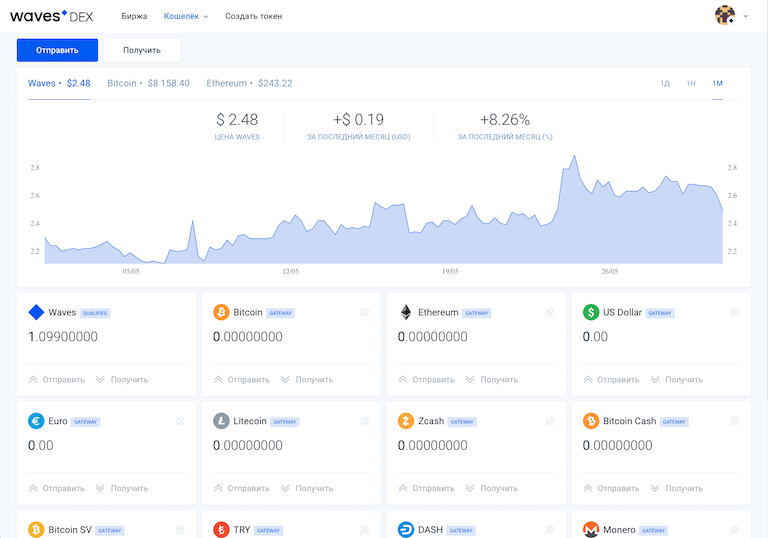 waves DEX Биржа Кошелёк Создать токен
Отправить Получить
Waves • $2.48 Bitcoin • $8 158.40 Ethereum • $243.22 1Д 1Н 1М
$ 2.48 +$ 0.19 +8.26%
ЦЕНА WAVES ЗА ПОСЛЕДНИЙ МЕСЯЦ (USD) ЗА ПОСЛЕДНИЙ МЕСЯЦ (%)
2.8 2.8
2.6 2.6
2.4 2.4
2.2 2.2
05/05 12/05 19/05 26/05
Waves QUALIFIED Bitcoin GATEWAY Ethereum GATEWAY US Dollar GATEWAY
1.09900000 0.00000000 0.00000000 0.00
Отправить Получить Отправить Получить Отправить Получить Отправить Получить
Euro GATEWAY Litecoin GATEWAY Zcash GATEWAY Bitcoin Cash GATEWAY
0.00 0.00000000 0.00000000 0.00000000
Отправить Получить Отправить Получить Отправить Получить Отправить Получить
Bitcoin SV GATEWAY TRY GATEWAY DASH GATEWAY Monero GATEWAY